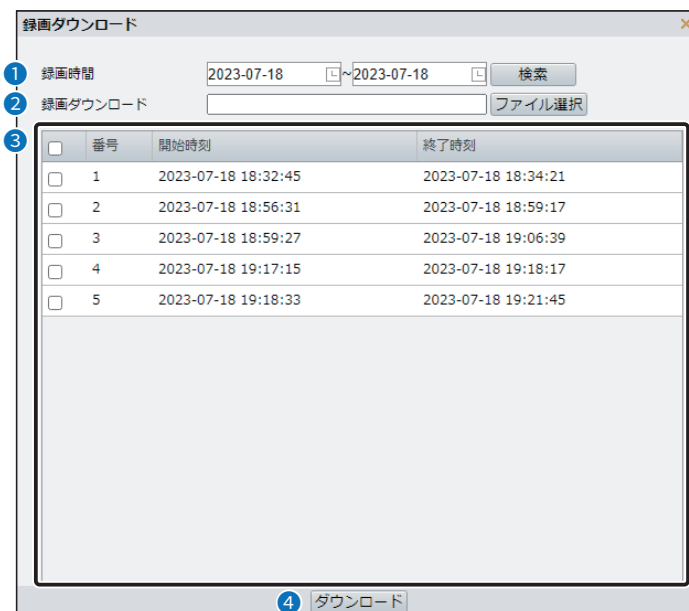 録画ダウンロード ×
1 録画時間 2023-07-18 ~2023-07-18 検索
2 録画ダウンロード ファイル選択
3
番号 開始時刻 終了時刻
1 2023-07-18 18:32:45 2023-07-18 18:34:21
2 2023-07-18 18:56:31 2023-07-18 18:59:17
3 2023-07-18 18:59:27 2023-07-18 19:06:39
4 2023-07-18 19:17:15 2023-07-18 19:18:17
5 2023-07-18 19:18:33 2023-07-18 19:21:45
4 ダウンロード